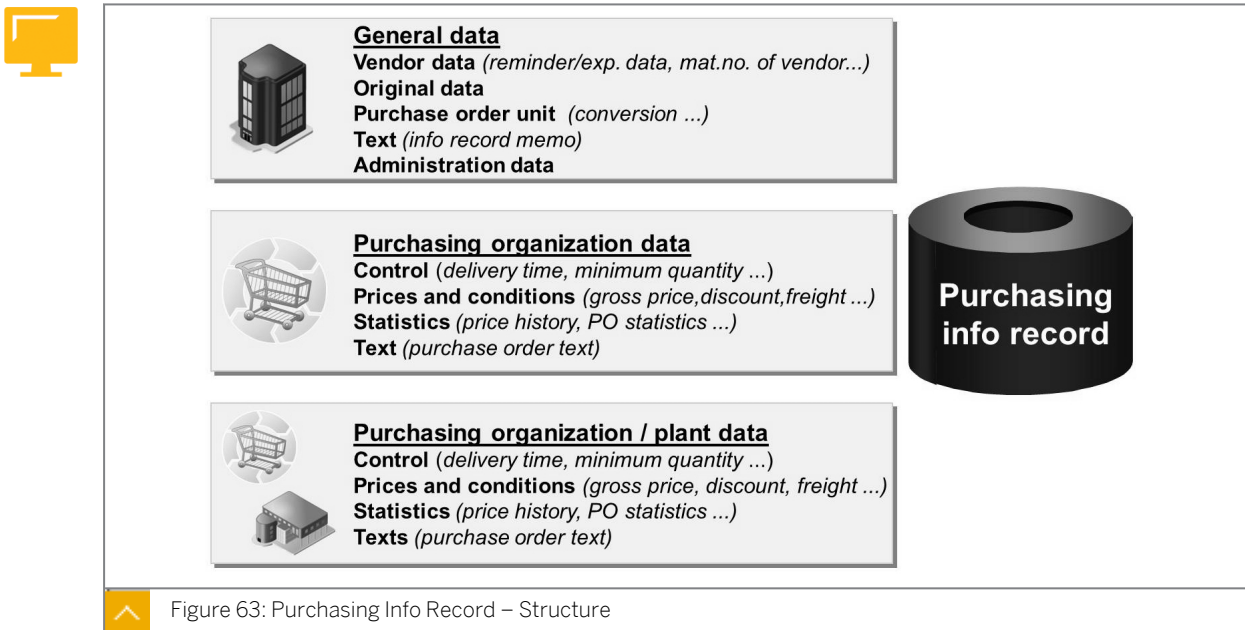 General data
Vendor data (reminder/exp. data, mat.no. of vendor...)
Original data
Purchase order unit (conversion ...)
Text (info record memo)
Administration data
Purchasing organization data
Control (delivery time, minimum quantity ...)
Prices and conditions (gross price,discount,freight ...)
Statistics (price history, PO statistics ...)
Text (purchase order text)
Purchasing
info record
Purchasing organization / plant data
Control (delivery time, minimum quantity ...)
Prices and conditions (gross price, discount, freight ...)
Statistics (price history, PO statistics ...)
Texts (purchase order text)
Figure 63: Purchasing Info Record – Structure